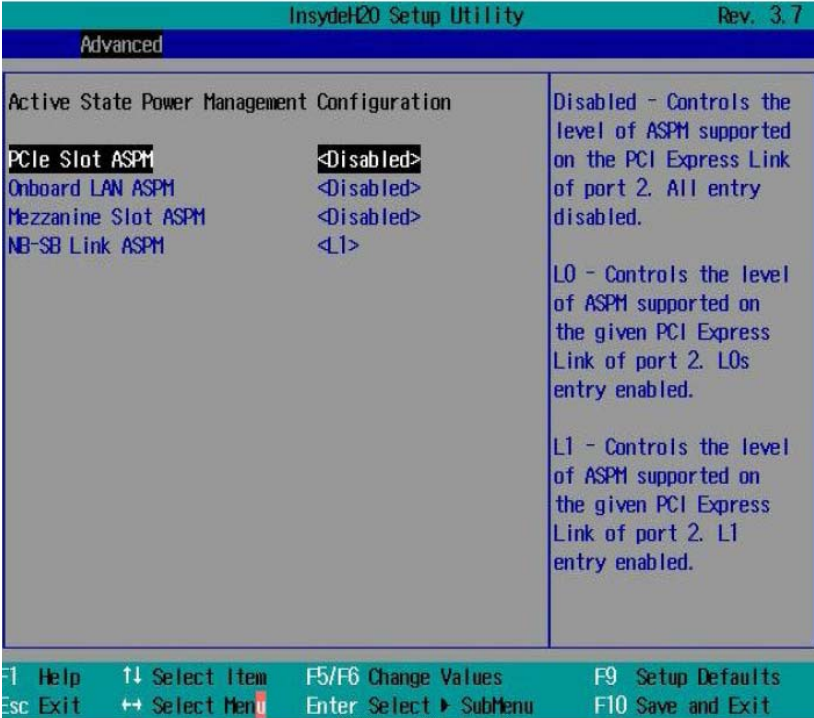 InsydeH2O Setup Utility Rev. 3.7
Advanced
Active State Power Management Configuration
PCIe Slot ASPM <Disabled>
Onboard LAN ASPM <Disabled>
Mezzanine Slot ASPM <Disabled>
NB-SB Link ASPM <L1>
Disabled - Controls the
level of ASPM supported
on the PCI Express Link
of port 2. All entry
disabled.
L0 - Controls the level
of ASPM supported on
the given PCI Express
Link of port 2. L0s
entry enabled.
L1 - Controls the level
of ASPM supported on
the given PCI Express
Link of port 2. L1
entry enabled.
F1 Help ↑↓ Select Item F5/F6 Change Values F9 Setup Defaults
Esc Exit ↔ Select Menu Enter Select ▶ SubMenu F10 Save and Exit